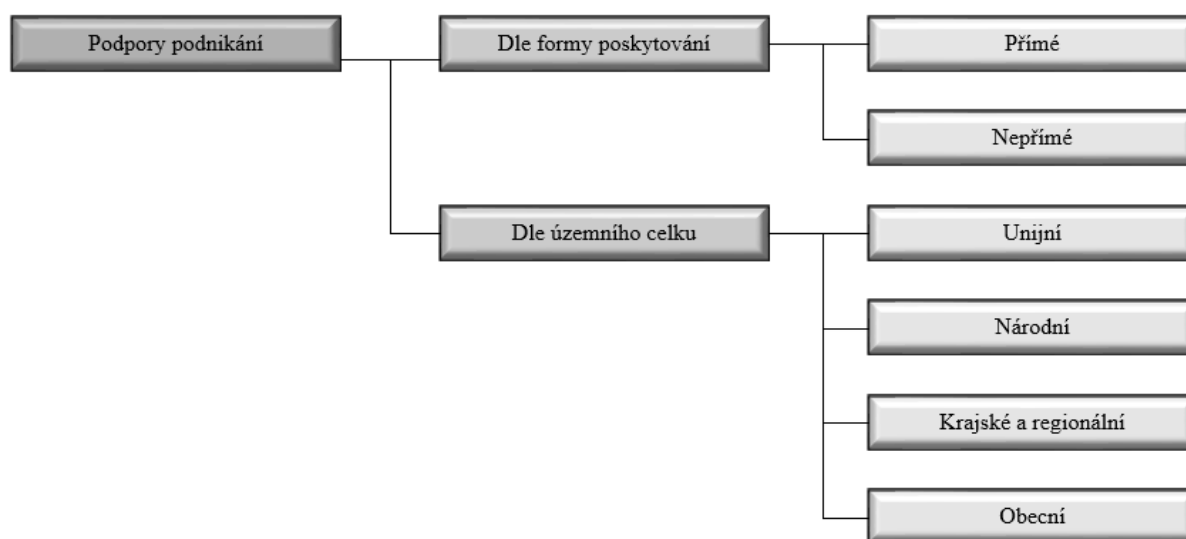 Podpory podnikání
Dle formy poskytování
Přímé
Nepřímé
Dle územního celku
Unijní
Národní
Krajské a regionální
Obecní